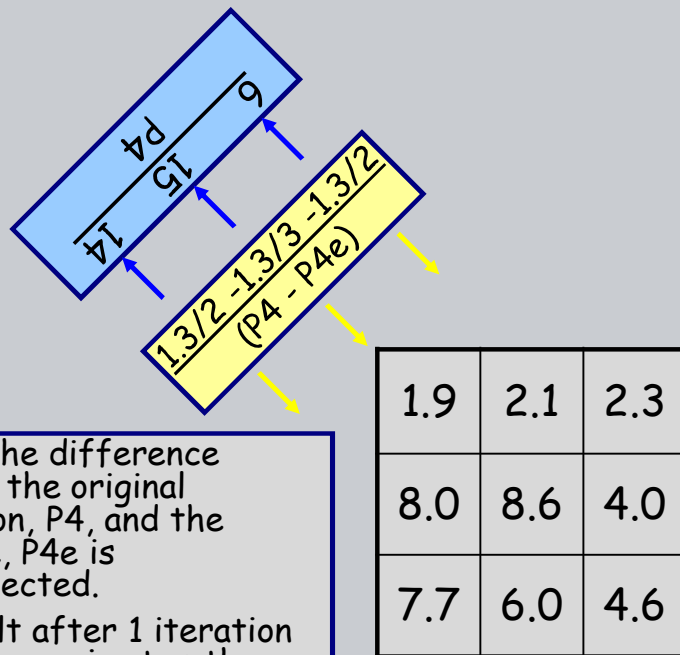 6 15 14
P4
1.3/2 -1.3/3 -1.3/2
(P4 - P4e)
1.9 2.1 2.3
8.0 8.6 4.0
7.7 6.0 4.6
he difference
the original
on, P4, and the
, P4e is
ected.
lt after 1 iteration